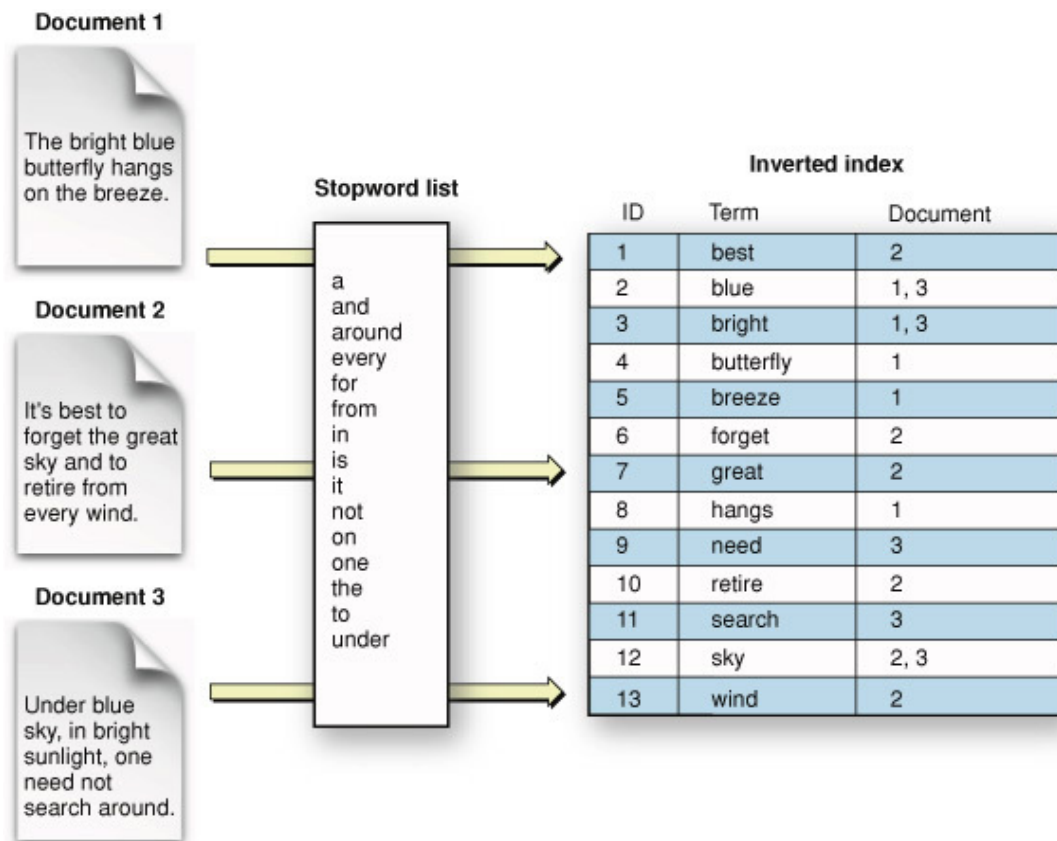 Document 1
The bright blue
butterfly hangs
on the breeze.
Document 2
It's best to
forget the great
sky and to
retire from
every wind.
Document 3
Under blue
sky, in bright
sunlight, one
need not
search around.
Stopword list
a
and
around
every
for
from
in
is
it
not
on
one
the
to
under
Inverted index
ID Term Document
1 best 2
2 blue 1, 3
3 bright 1, 3
4 butterfly 1
5 breeze 1
6 forget 2
7 great 2
8 hangs 1
9 need 3
10 retire 2
11 search 3
12 sky 2, 3
13 wind 2